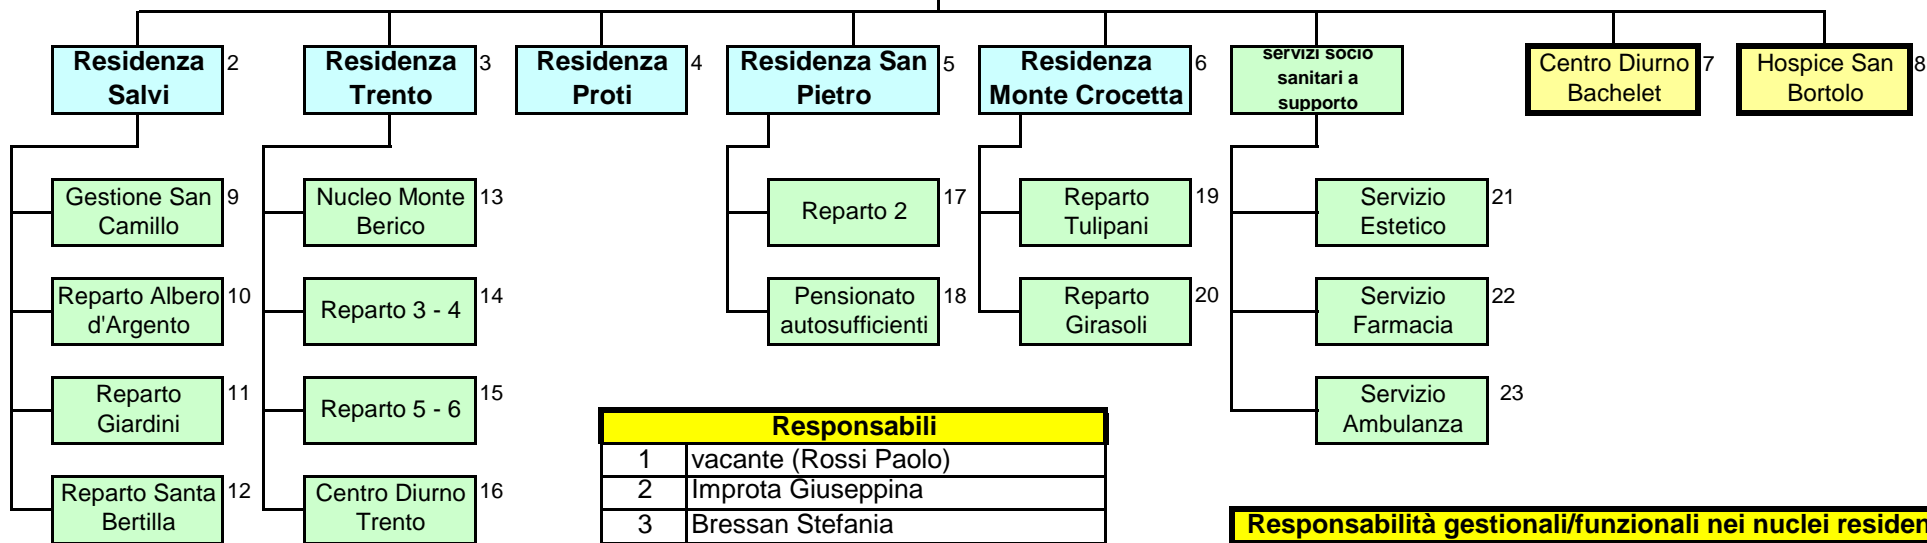 Residenza
Salvi
2
Residenza
Trento
3
Residenza
Proti
4
Residenza San
Pietro
5
Residenza
Monte Crocetta
6
servizi socio
sanitari a
supporto
Centro Diurno
Bachelet
7
Hospice San
Bortolo
8
Gestione San
Camillo
9
Nucleo Monte
Berico
13
Reparto 2
17
Reparto
Tulipani
19
Servizio
Estetico
21
Reparto Albero
d'Argento
10
Reparto 3 - 4
14
Pensionato
autosufficienti
18
Reparto
Girasoli
20
Servizio
Farmacia
22
Reparto
Giardini
11
Reparto 5 - 6
15
Servizio
Ambulanza
23
Reparto Santa
Bertilla
12
Centro Diurno
Trento
16
Responsabili
1 vacante (Rossi Paolo)
2 Improta Giuseppina
3 Bressan Stefania
Responsabilità gestionali/funzionali nei nuclei residen